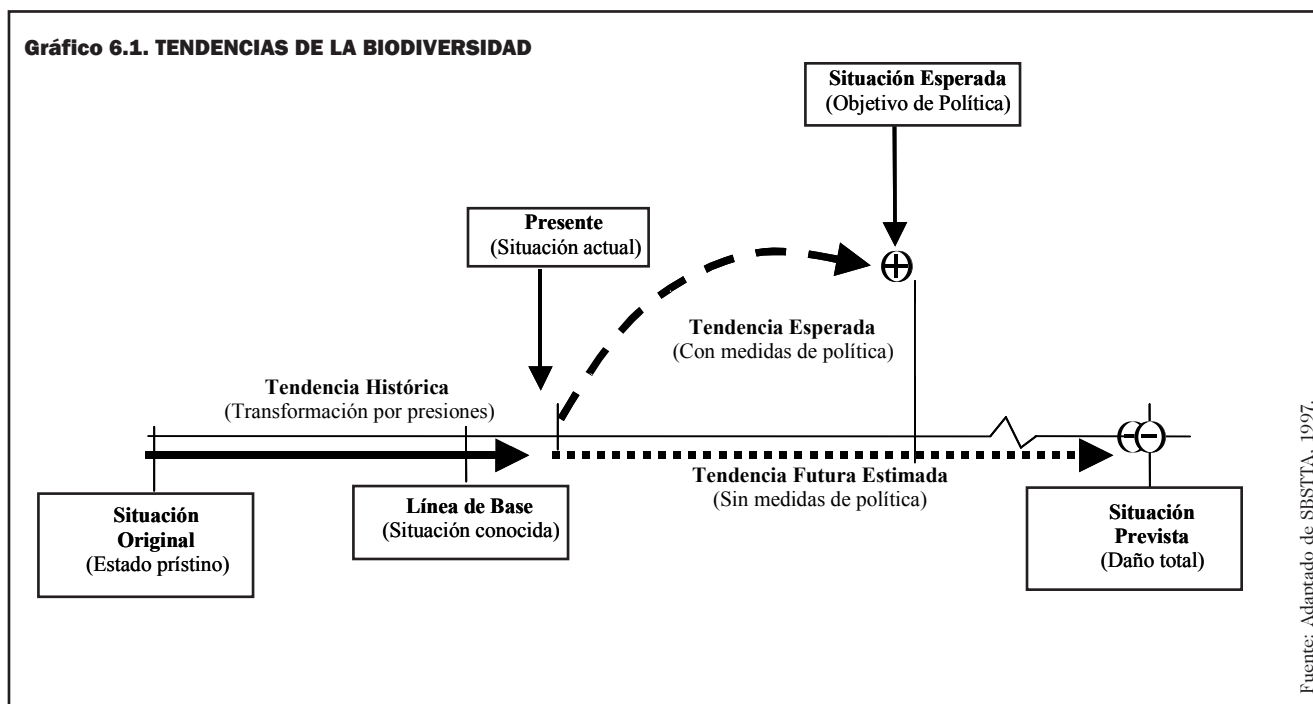 Gráfico 6.1. TENDENCIAS DE LA BIODIVERSIDAD
Situación Esperada
(Objetivo de Política)
Presente
(Situación actual)
Tendencia Esperada
(Con medidas de política)
Tendencia Histórica
(Transformación por presiones)
Tendencia Futura Estimada
(Sin medidas de política)
Situación
Original
(Estado prístino)
Línea de Base
(Situación conocida)
Situación
Prevista
(Daño total)
Fuente: Adaptado de SBSTTA, 1997.